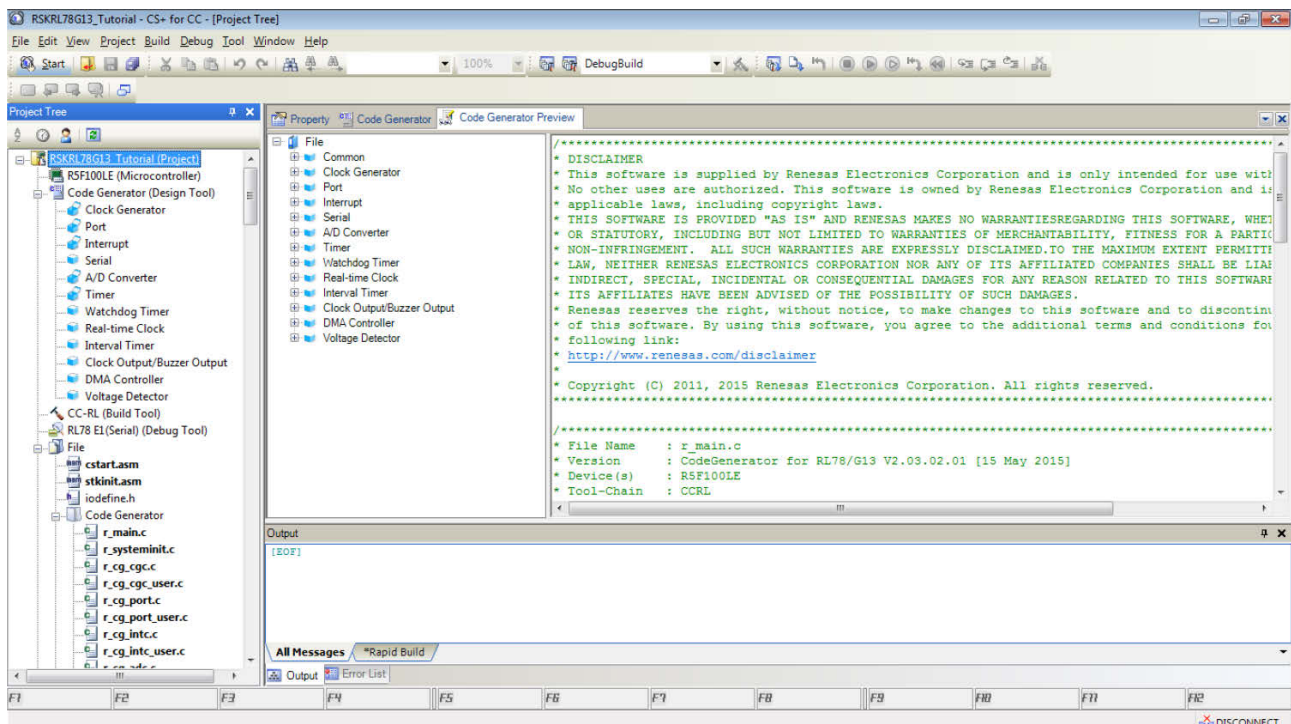 RSKRL78G13_Tutorial - CS+ for CC - [Project Tree]
File Edit View Project Build Debug Tool Window Help
Start 100% DebugBuild
Project Tree
RSKRL78G13_Tutorial (Project)
R5F100LE (Microcontroller)
Code Generator (Design Tool)
Clock Generator
Port
Interrupt
Serial
A/D Converter
Timer
Watchdog Timer
Real-time Clock
Interval Timer
Clock Output/Buzzer Output
DMA Controller
Voltage Detector
CC-RL (Build Tool)
RL78 E1(Serial) (Debug Tool)
File
cstart.asm
stkinit.asm
iodefine.h
Code Generator
r_main.c
r_systeminit.c
r_cg_cgc.c
r_cg_cgc_user.c
r_cg_port.c
r_cg_port_user.c
r_cg_intc.c
r_cg_intc_user.c
Property Code Generator Code Generator Preview
File
Common
Clock Generator
Port
Interrupt
Serial
A/D Converter
Timer
Watchdog Timer
Real-time Clock
Interval Timer
Clock Output/Buzzer Output
DMA Controller
Voltage Detector
/***********************************************************************************
* DISCLAIMER
* This software is supplied by Renesas Electronics Corporation and is only intended for use with
* No other uses are authorized. This software is owned by Renesas Electronics Corporation and is
* applicable laws, including copyright laws.
* THIS SOFTWARE IS PROVIDED "AS IS" AND RENESAS MAKES NO WARRANTIESREGARDING THIS SOFTWARE, WHET
* OR STATUTORY, INCLUDING BUT NOT LIMITED TO WARRANTIES OF MERCHANTABILITY, FITNESS FOR A PARTIC
* NON-INFRINGEMENT.  ALL SUCH WARRANTIES ARE EXPRESSLY DISCLAIMED.TO THE MAXIMUM EXTENT PERMITTE
* LAW, NEITHER RENESAS ELECTRONICS CORPORATION NOR ANY OF ITS AFFILIATED COMPANIES SHALL BE LIAB
* INDIRECT, SPECIAL, INCIDENTAL OR CONSEQUENTIAL DAMAGES FOR ANY REASON RELATED TO THIS SOFTWARE
* ITS AFFILIATES HAVE BEEN ADVISED OF THE POSSIBILITY OF SUCH DAMAGES.
* Renesas reserves the right, without notice, to make changes to this software and to discontinu
* of this software. By using this software, you agree to the additional terms and conditions fou
* following link:
* http://www.renesas.com/disclaimer
*
* Copyright (C) 2011, 2015 Renesas Electronics Corporation. All rights reserved.
***********************************************************************************
/***********************************************************************************
* File Name    : r_main.c
* Version      : CodeGenerator for RL78/G13 V2.03.02.01 [15 May 2015]
* Device(s)    : R5F100LE
* Tool-Chain   : CCRL
Output
[EOF]
All Messages *Rapid Build
Output Error List
F1 F2 F3 F4 F5 F6 F7 F8 F9 F10 F11 F12
DISCONNECT